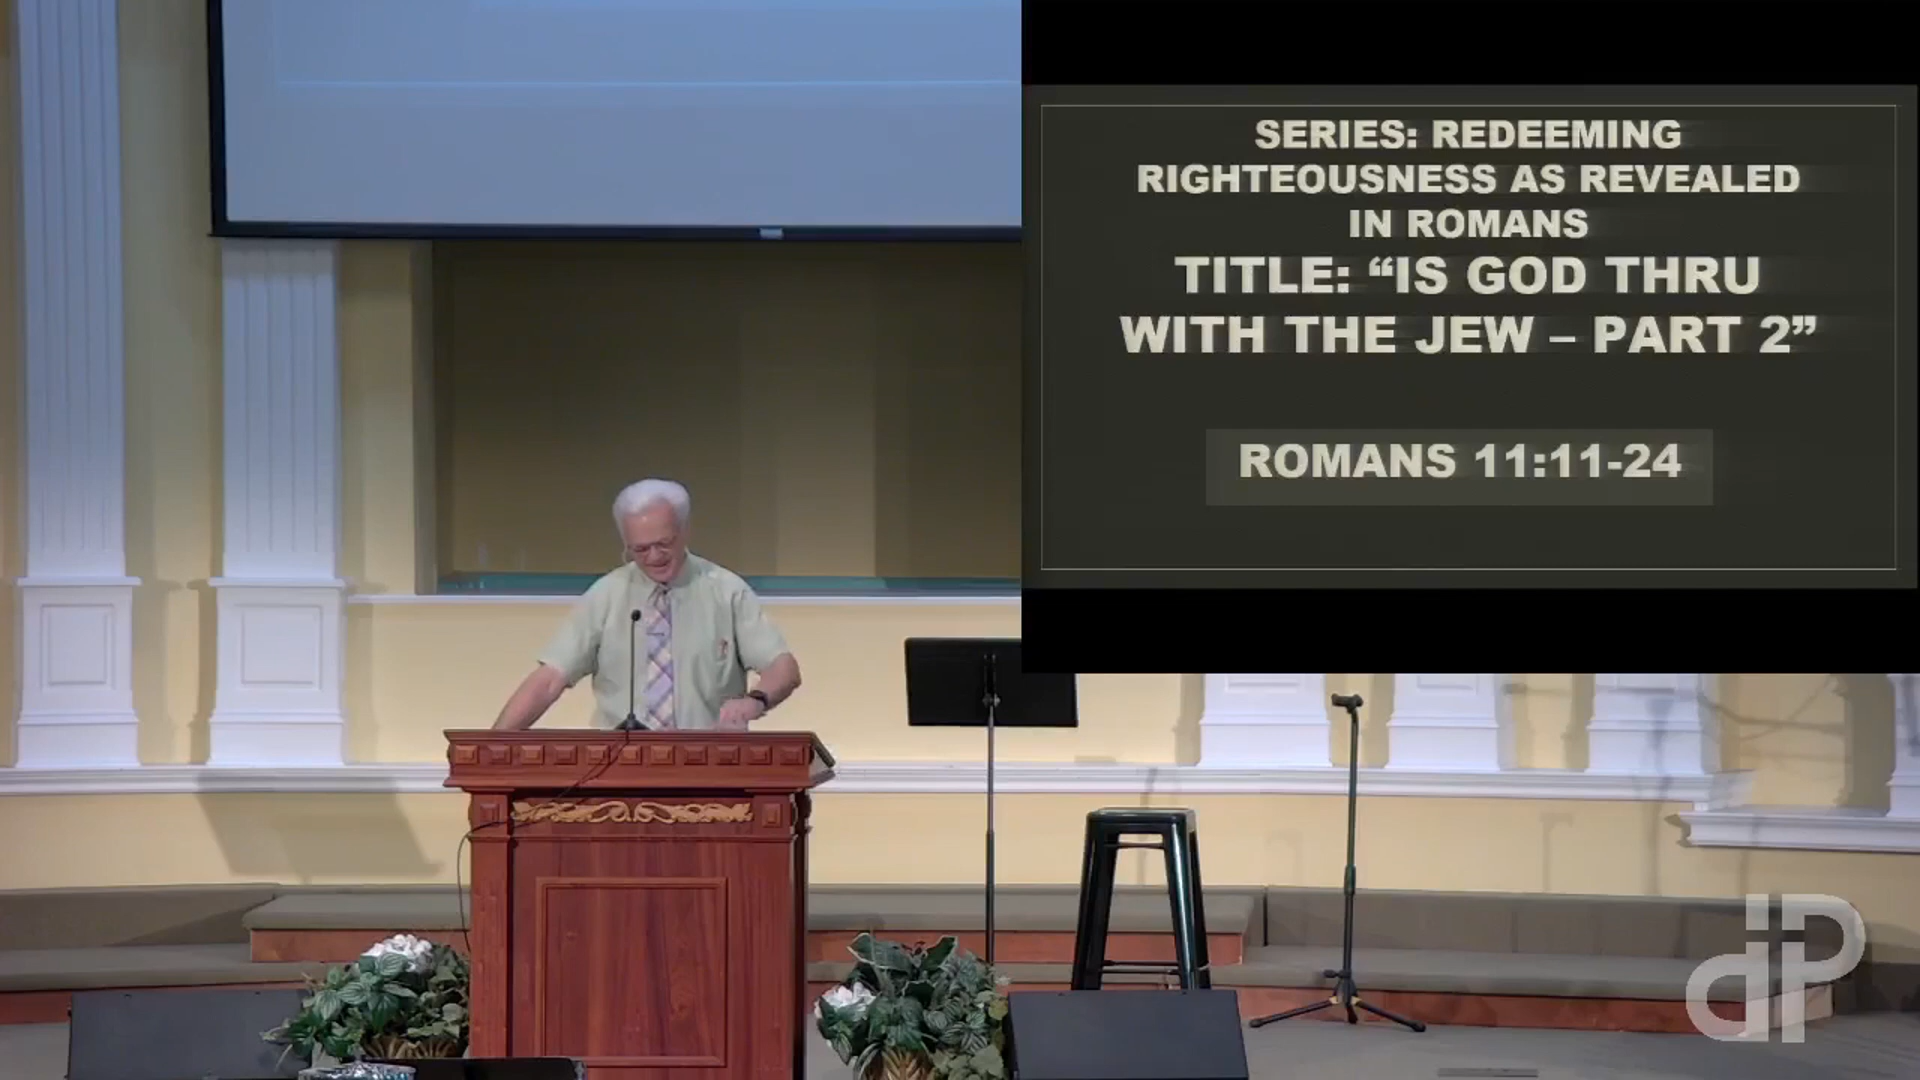 SERIES: REDEEMING
RIGHTEOUSNESS AS REVEALED
IN ROMANS
TITLE: “IS GOD THRU
WITH THE JEW – PART 2”
ROMANS 11:11-24
dP